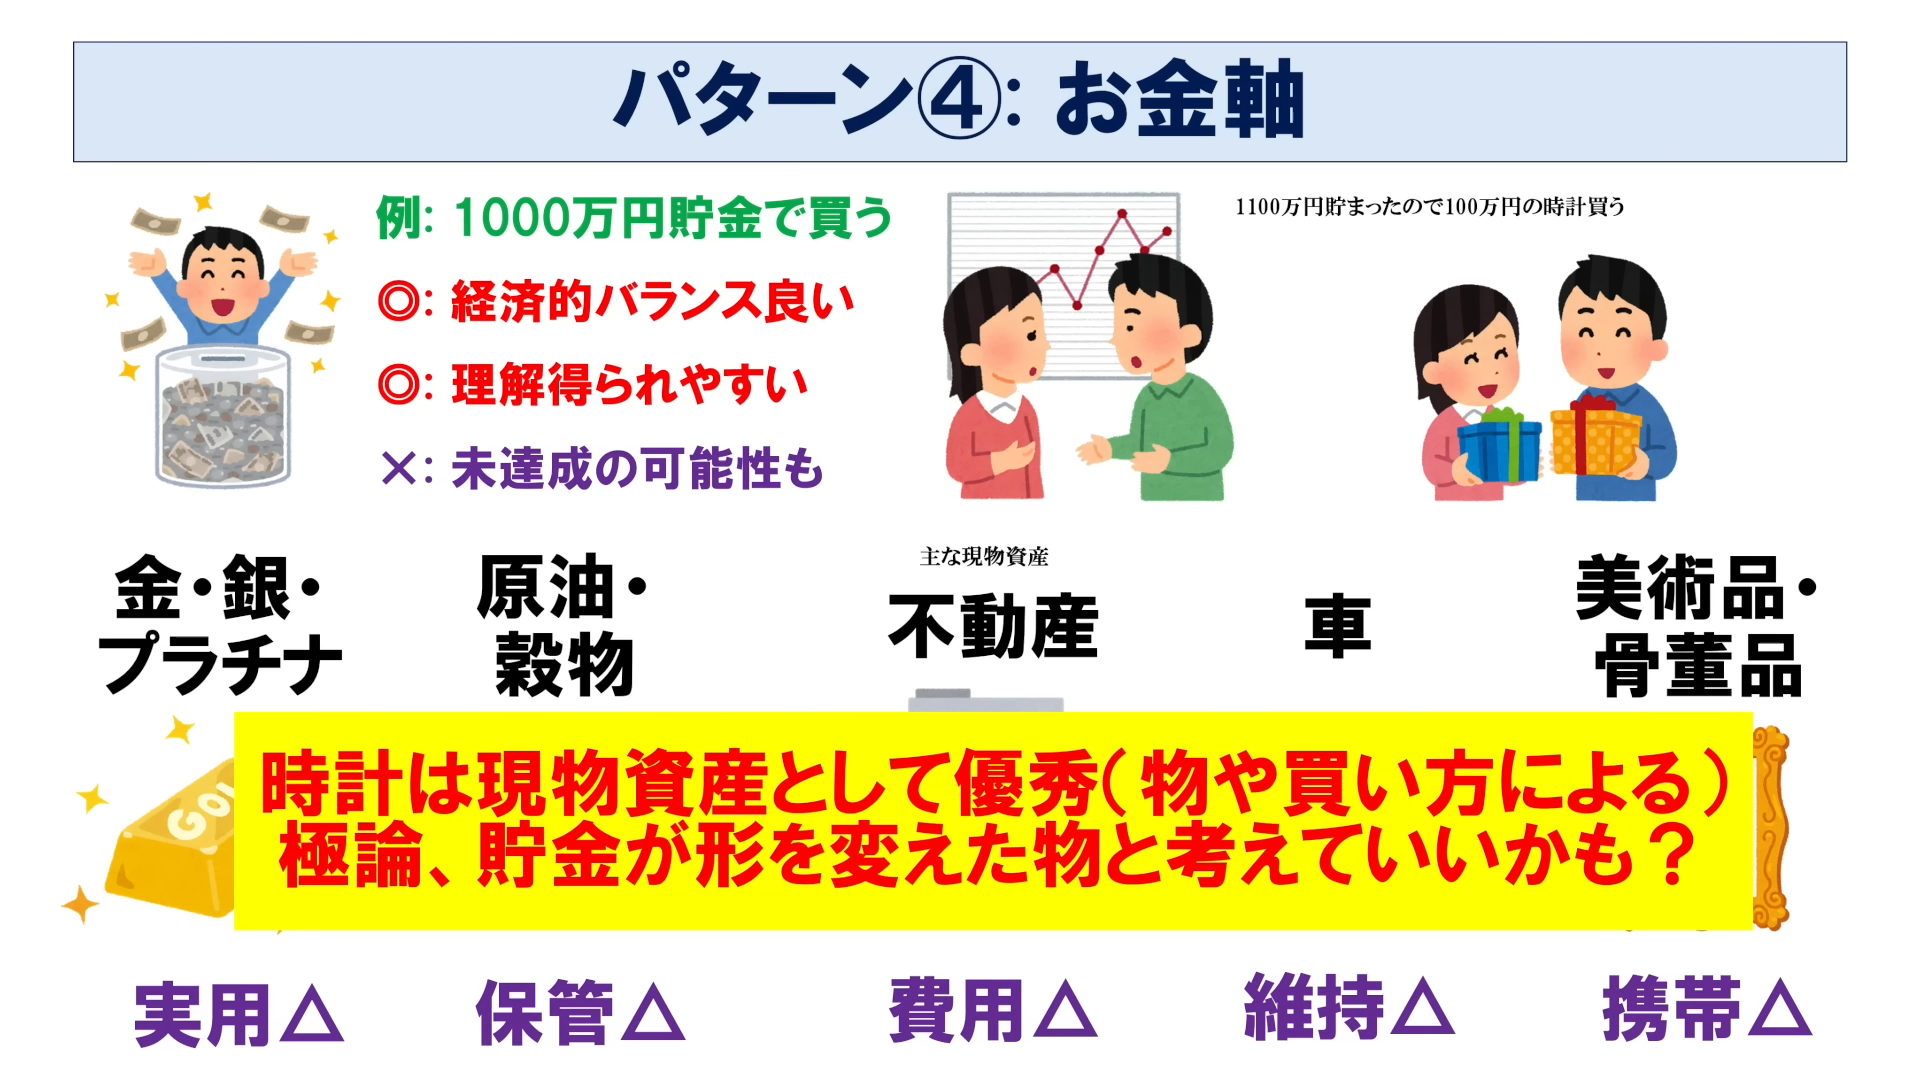 パターン④: お金軸
例: 1000万円貯金で買う
◎: 経済的バランス良い
◎: 理解得られやすい
×: 未達成の可能性も
1100万円貯まったので100万円の時計買う
主な現物資産
金・銀・
プラチナ
原油・
穀物
不動産
車
美術品・
骨董品
時計は現物資産として優秀（物や買い方による）
極論、貯金が形を変えた物と考えていいかも？
実用△
保管△
費用△
維持△
携帯△